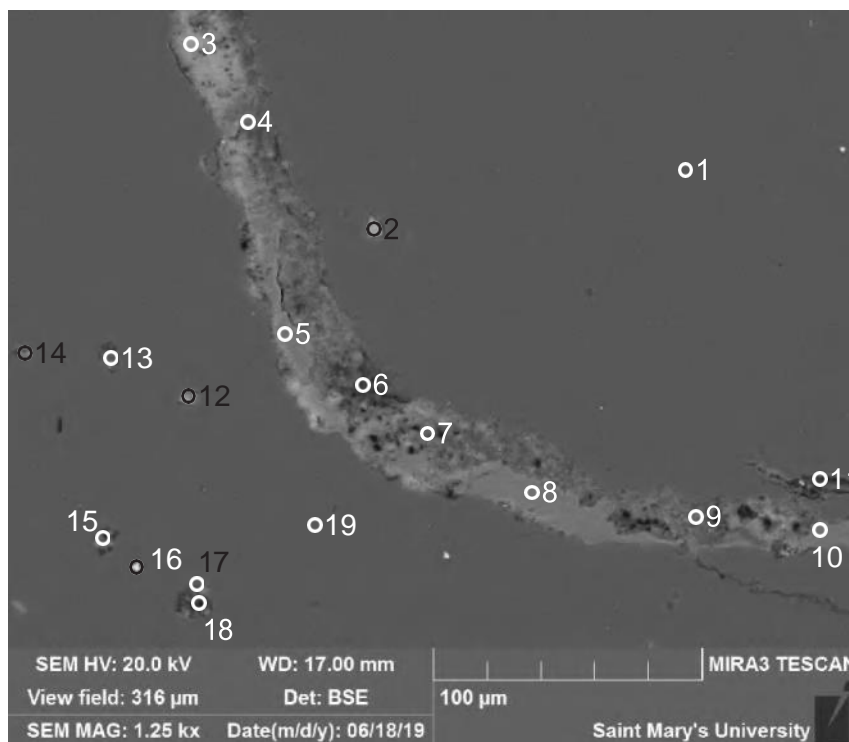 3
4
1
2
5
14
13
6
12
7
8
19
9
1
15
16
17
10
18
SEM HV: 20.0 kV
WD: 17.00 mm
MIRA3 TESCAN
View field: 316 µm
Det: BSE
100 µm
SEM MAG: 1.25 kx
Date(m/d/y): 06/18/19
Saint Mary's University